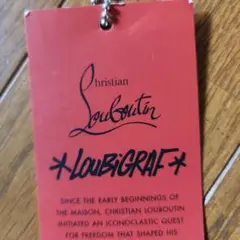 Christian
Louboutin
*LOUBiGRAF*
SINCE THE EARLY BEGINNINGS OF
THE MAISON, CHRISTIAN LOUBOUTIN
INITIATED AN ICONOCLASTIC QUEST
FOR FREEDOM THAT SHAPED HIS